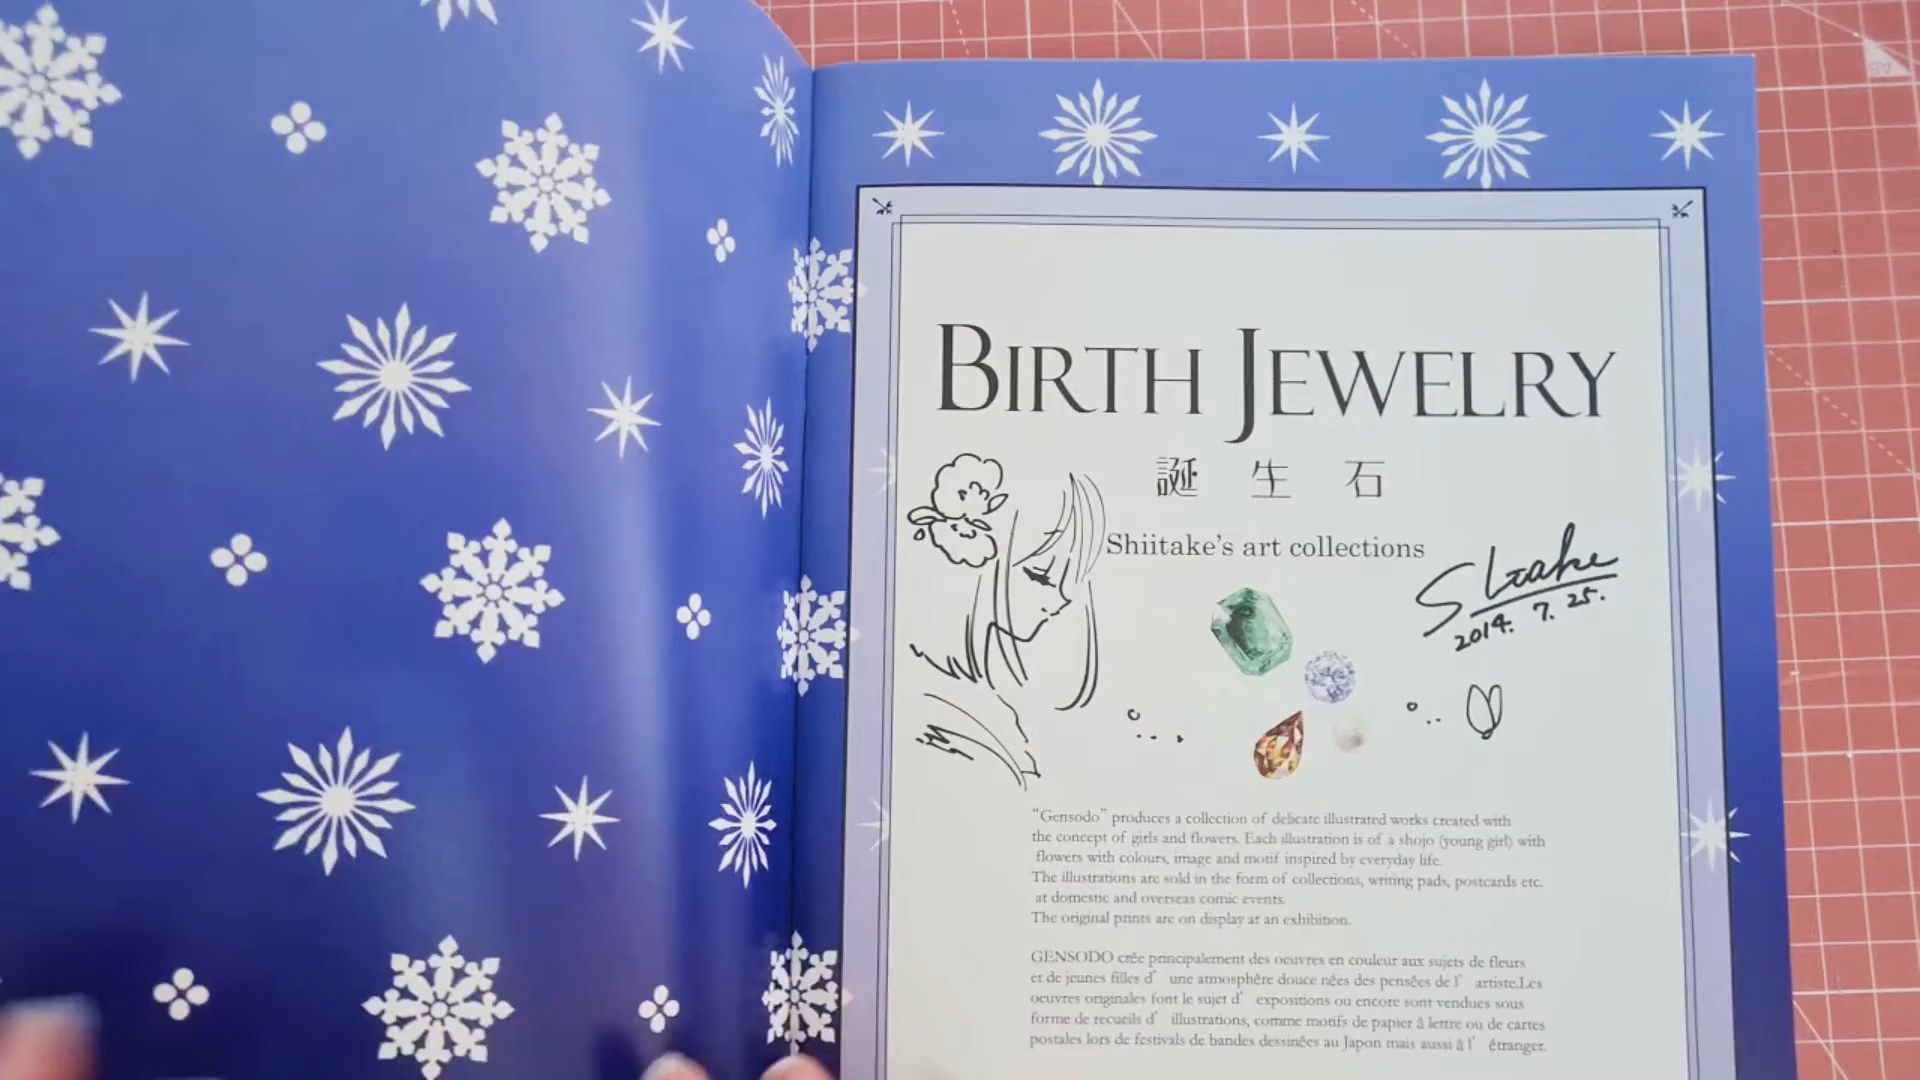 BIRTH JEWELRY
誕生石
Shiitake's art collections
2014. 7. 25.
"Gensodo" produces a collection of delicate illustrated works created with
the concept of girls and flowers. Each illustration is of a shojo (young girl) with
flowers with colours, image and motif inspired by everyday life.
The illustrations are sold in the form of collections, writing pads, postcards etc.
at domestic and overseas comic events.
The original prints are on display at an exhibition.
GENSODO crée principalement des oeuvres en couleur aux sujets de fleurs
et de jeunes filles d' une atmosphère douce nées des pensées de l' artiste.Les
oeuvres originales font le sujet d' expositions ou encore sont vendues sous
forme de recueils d' illustrations, comme motifs de papier à lettre ou de cartes
postales lors de festivals de bandes dessinées au Japon mais aussi à l' étranger.